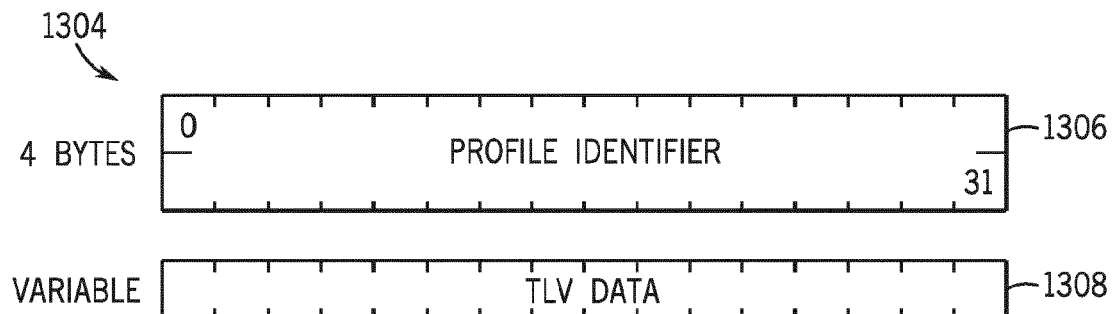 1304
0
4 BYTES
PROFILE IDENTIFIER
1306
31
VARIABLE
TLV DATA
1308